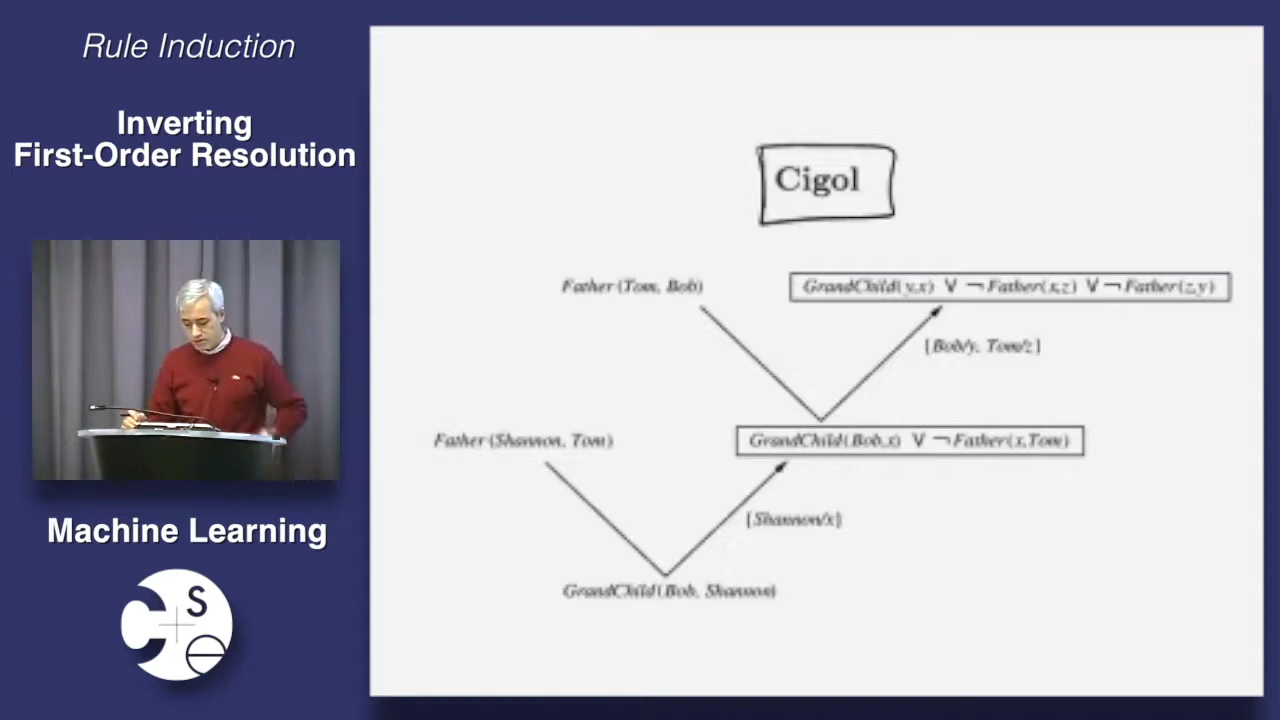 Rule Induction
Inverting
First-Order Resolution
Machine Learning
C S e
Cigol
Father (Tom, Bob)
GrandChild(y,x) ∨ ¬Father(x,z) ∨ ¬Father(z,y)
[Bob/y, Tom/z]
Father (Shannon, Tom)
GrandChild(Bob,x) ∨ ¬Father(x,Tom)
[Shannon/x]
GrandChild(Bob, Shannon)